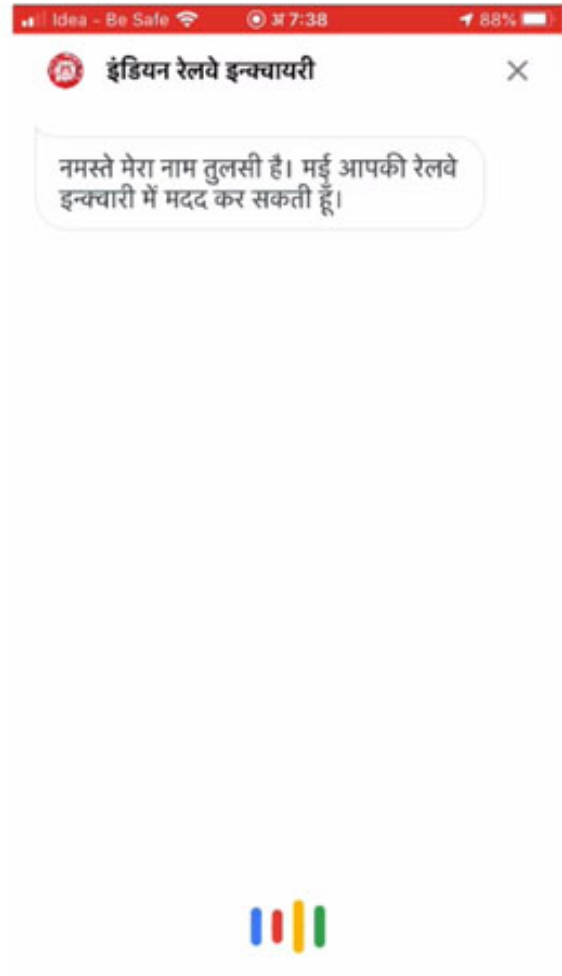 Idea - Be Safe अ 7:38 88%
इंडियन रेलवे इन्क्वायरी
नमस्ते मेरा नाम तुलसी है। मई आपकी रेलवे
इन्क्वारी में मदद कर सकती हूँ।